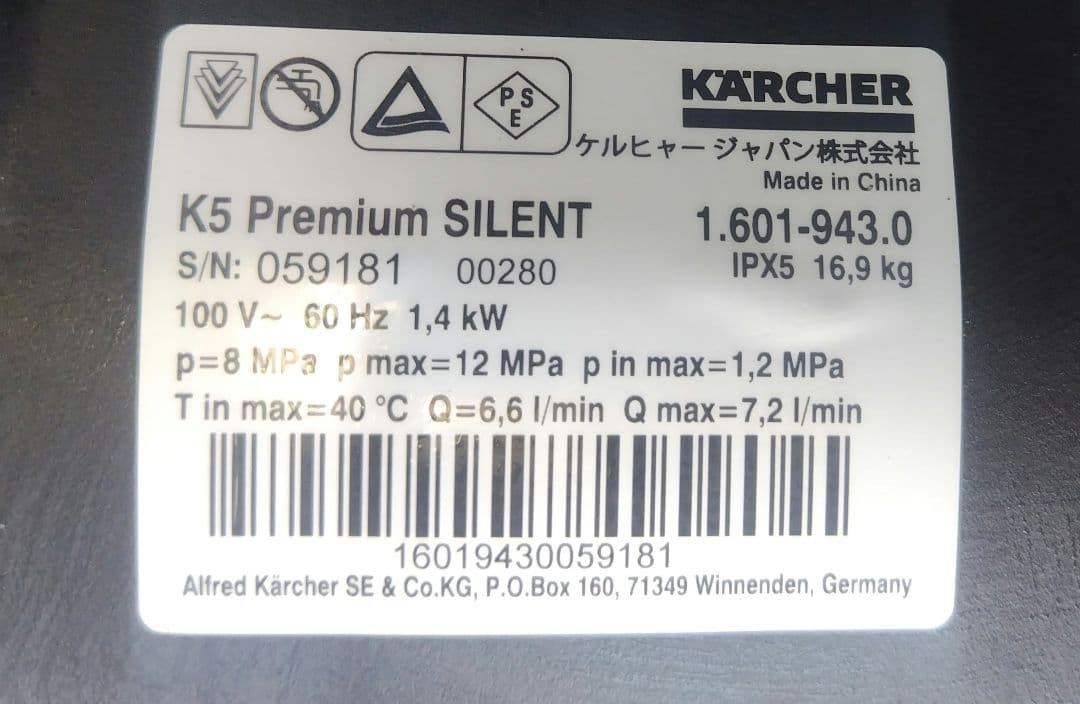 PSE
KÄRCHER
ケルヒャー ジャパン株式会社
Made in China
K5 Premium SILENT 1.601-943.0
S/N: 059181 00280 IPX5 16,9 kg
100 V~ 60 Hz 1,4 kW
p=8 MPa p max=12 MPa p in max=1,2 MPa
T in max=40 °C Q=6,6 l/min Q max=7,2 l/min
16019430059181
Alfred Kärcher SE & Co.KG, P.O.Box 160, 71349 Winnenden, Germany